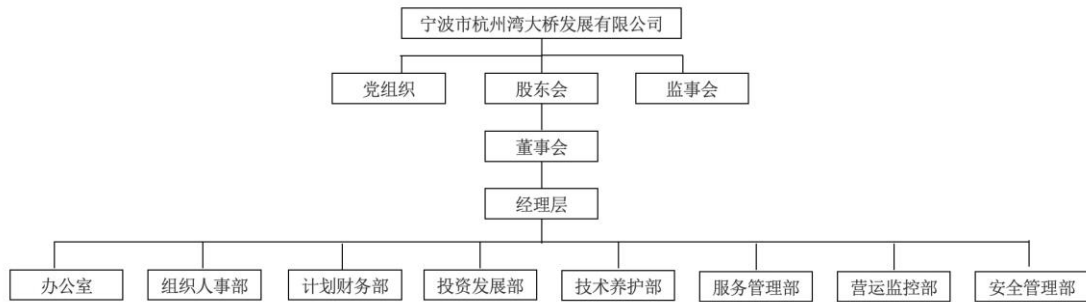 宁波市杭州湾大桥发展有限公司
党组织
股东会
监事会
董事会
经理层
办公室
组织人事部
计划财务部
投资发展部
技术养护部
服务管理部
营运监控部
安全管理部